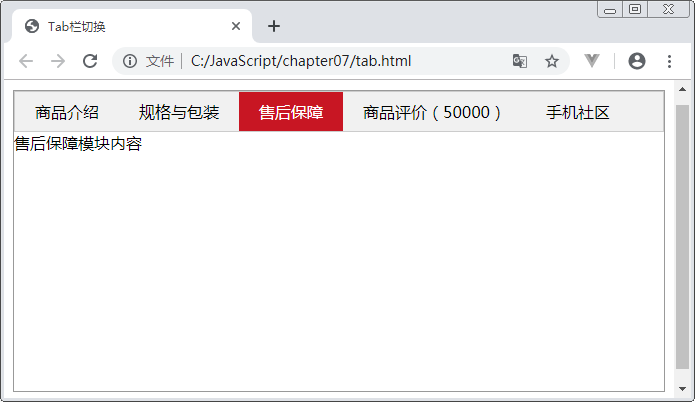 Tab栏切换
文件 C:/JavaScript/chapter07/tab.html
商品介绍 规格与包装 售后保障 商品评价（50000） 手机社区
售后保障模块内容